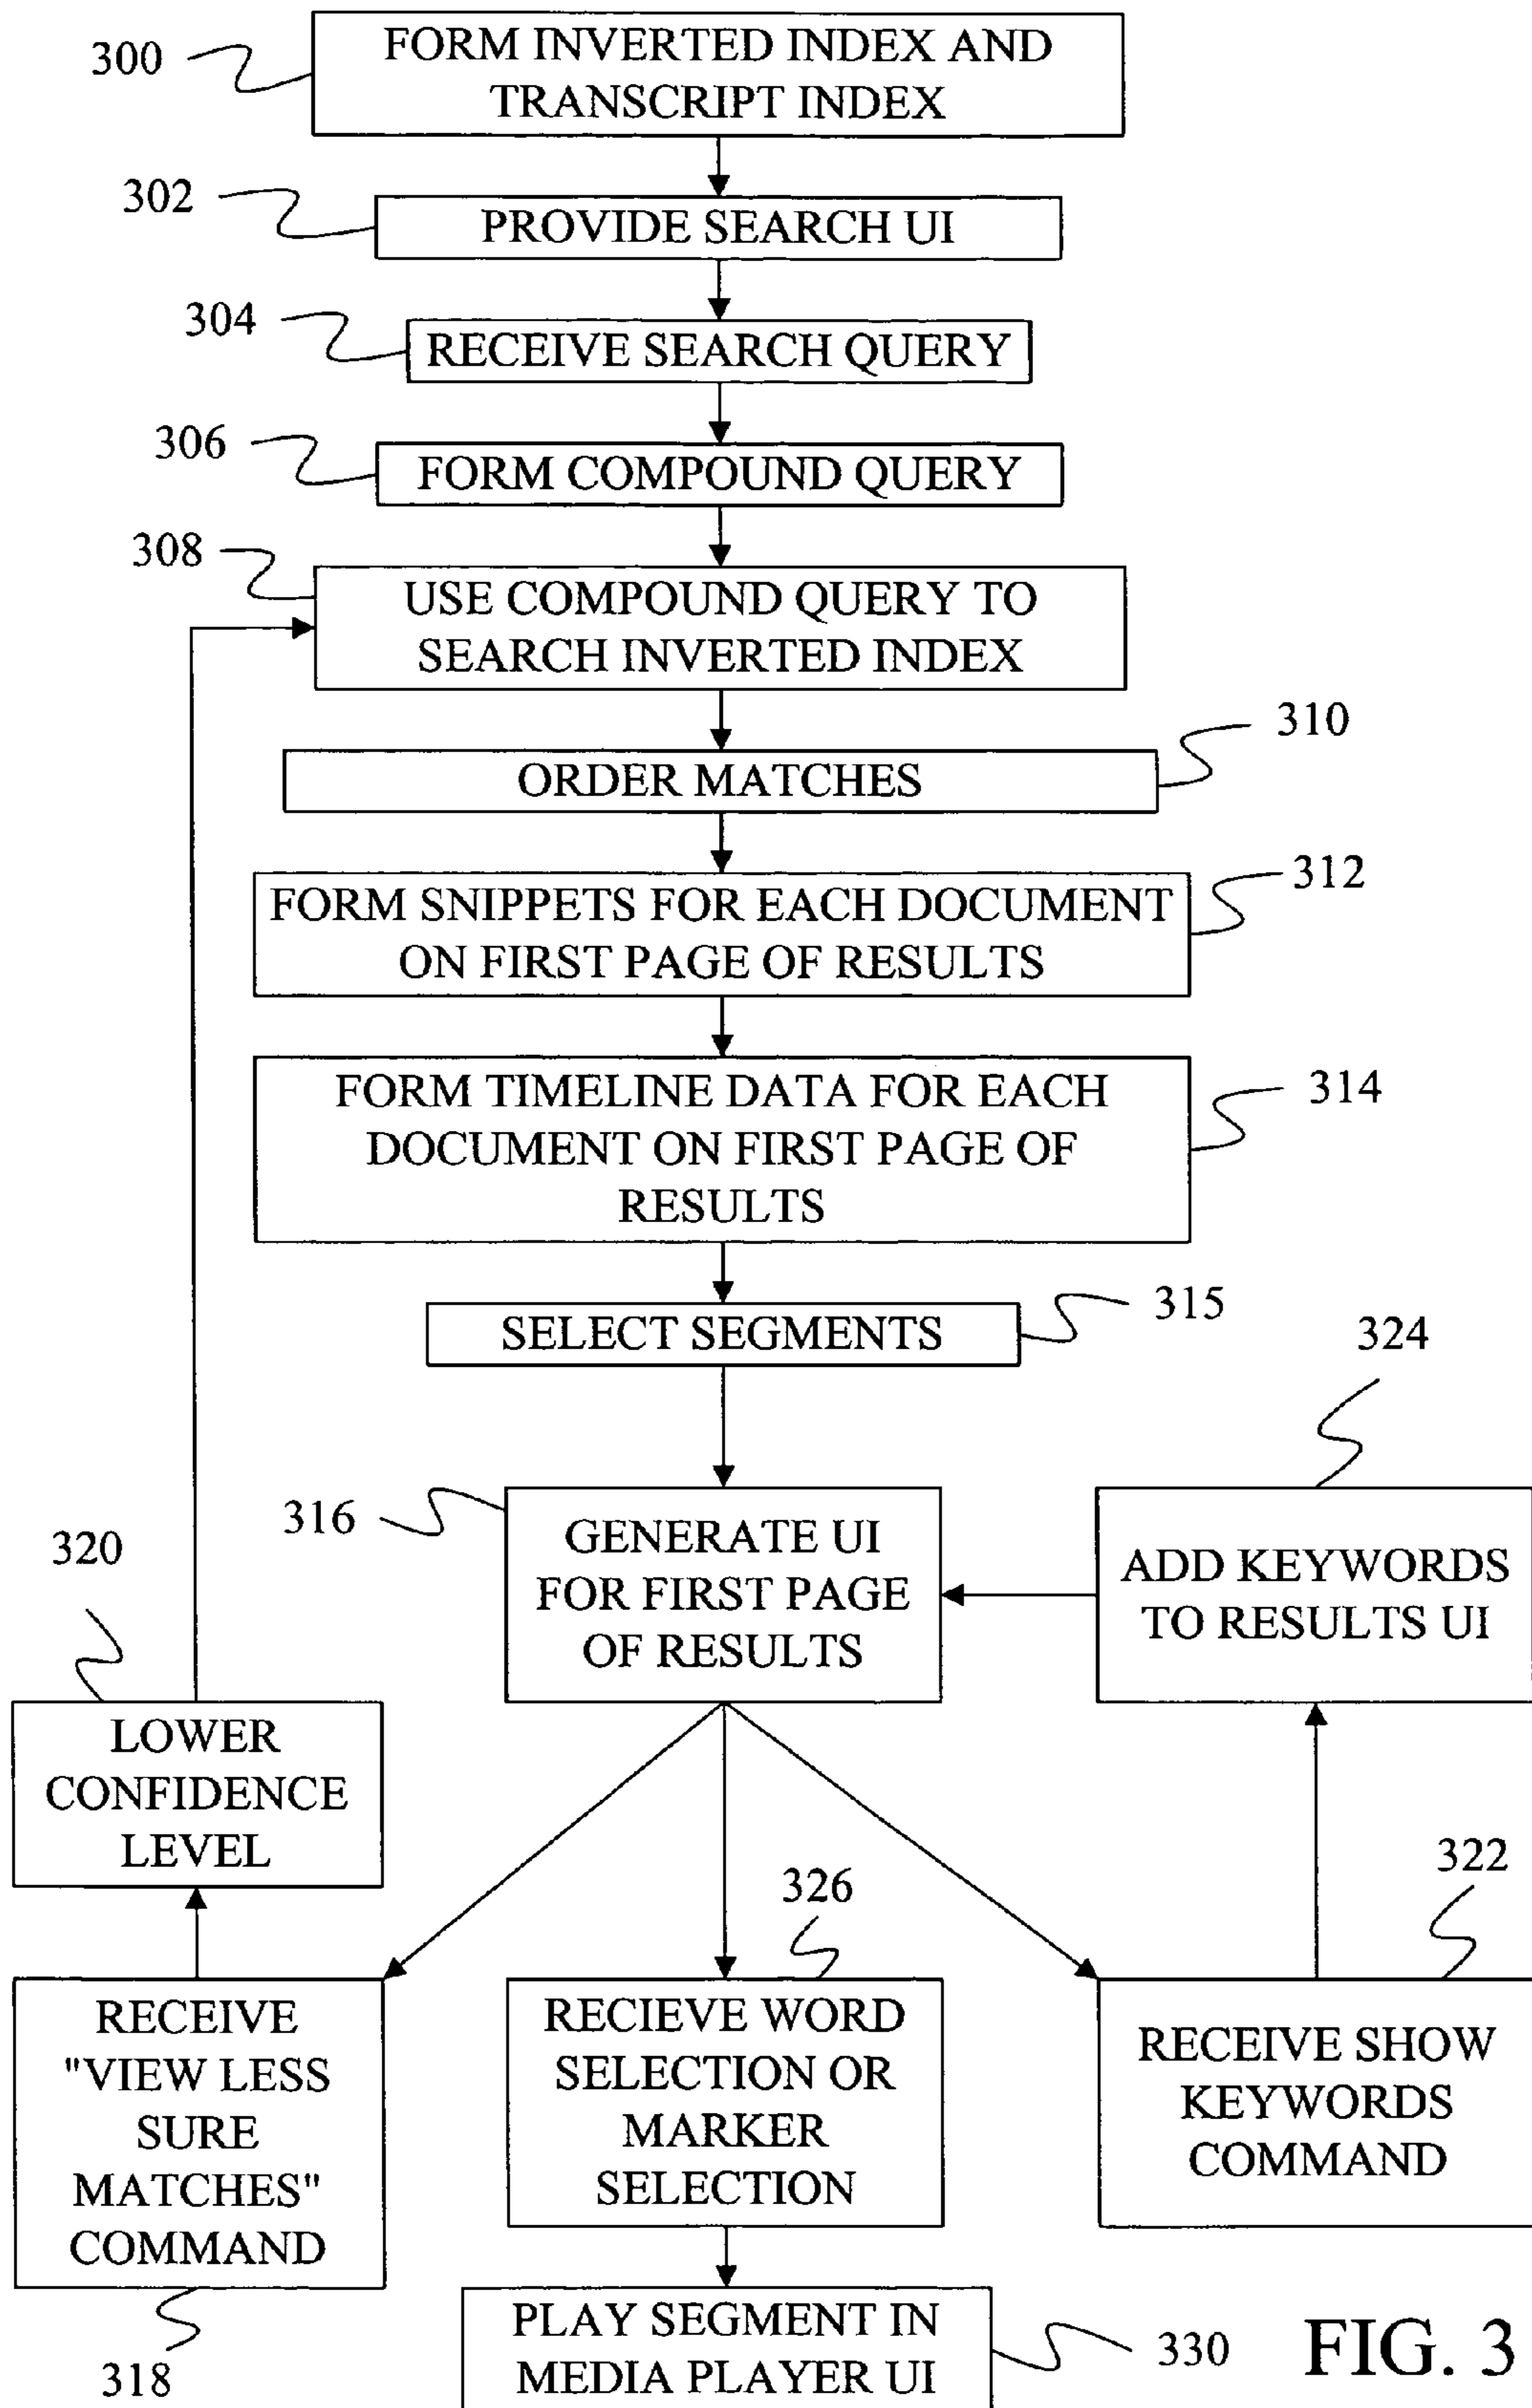 300
FORM INVERTED INDEX AND
TRANSCRIPT INDEX
302
PROVIDE SEARCH UI
304
RECEIVE SEARCH QUERY
306
FORM COMPOUND QUERY
308
USE COMPOUND QUERY TO
SEARCH INVERTED INDEX
310
ORDER MATCHES
312
FORM SNIPPETS FOR EACH DOCUMENT
ON FIRST PAGE OF RESULTS
314
FORM TIMELINE DATA FOR EACH
DOCUMENT ON FIRST PAGE OF
RESULTS
315
SELECT SEGMENTS
324
316
GENERATE UI
FOR FIRST PAGE
OF RESULTS
ADD KEYWORDS
TO RESULTS UI
320
LOWER
CONFIDENCE
LEVEL
326
322
RECEIVE
"VIEW LESS
SURE
MATCHES"
COMMAND
RECIEVE WORD
SELECTION OR
MARKER
SELECTION
RECEIVE SHOW
KEYWORDS
COMMAND
318
PLAY SEGMENT IN
MEDIA PLAYER UI
330
FIG. 3